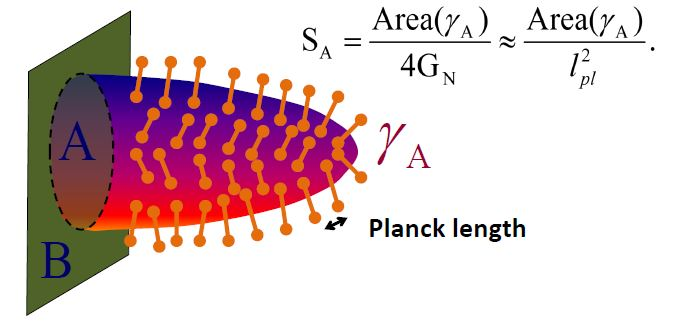 S_A = Area(γ_A) / 4G_N ≈ Area(γ_A) / l_pl^2 .
A
γ_A
Planck length
B